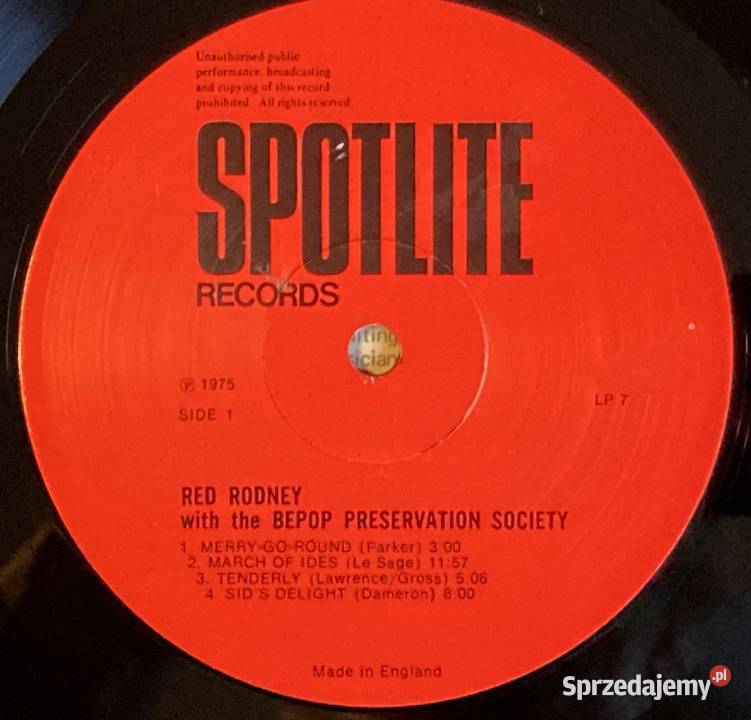 Unauthorised public
performance, broadcasting
and copying of this record
prohibited. All rights reserved.
SPOTLITE
RECORDS
iting
ician
Ⓟ 1975
SIDE 1
LP 7
RED RODNEY
with the BEPOP PRESERVATION SOCIETY
1. MERRY-GO-ROUND (Parker) 3:00
2. MARCH OF IDES (Le Sage) 11:57
3. TENDERLY (Lawrence/Gross) 5.06
4. SID'S DELIGHT (Dameron) 8:00
Made in England
Sprzedajemy.pl